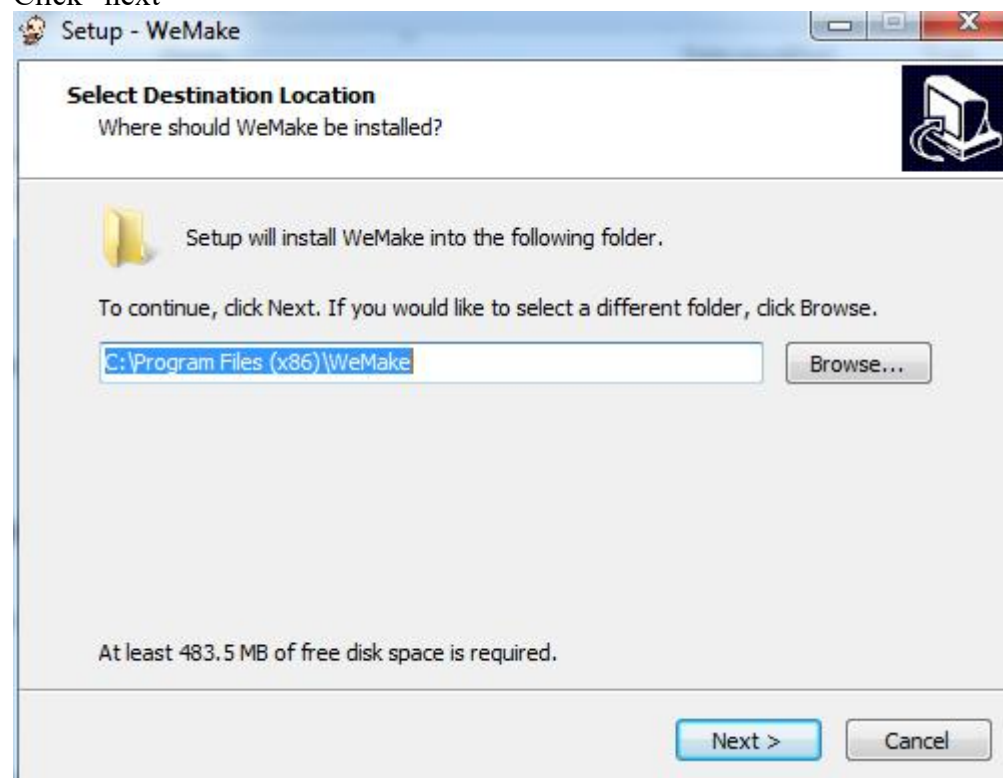 Click "next"
Setup - WeMake
Select Destination Location
Where should WeMake be installed?
Setup will install WeMake into the following folder.
To continue, click Next. If you would like to select a different folder, click Browse.
C:\Program Files (x86)\WeMake
Browse...
At least 483.5 MB of free disk space is required.
Next >
Cancel